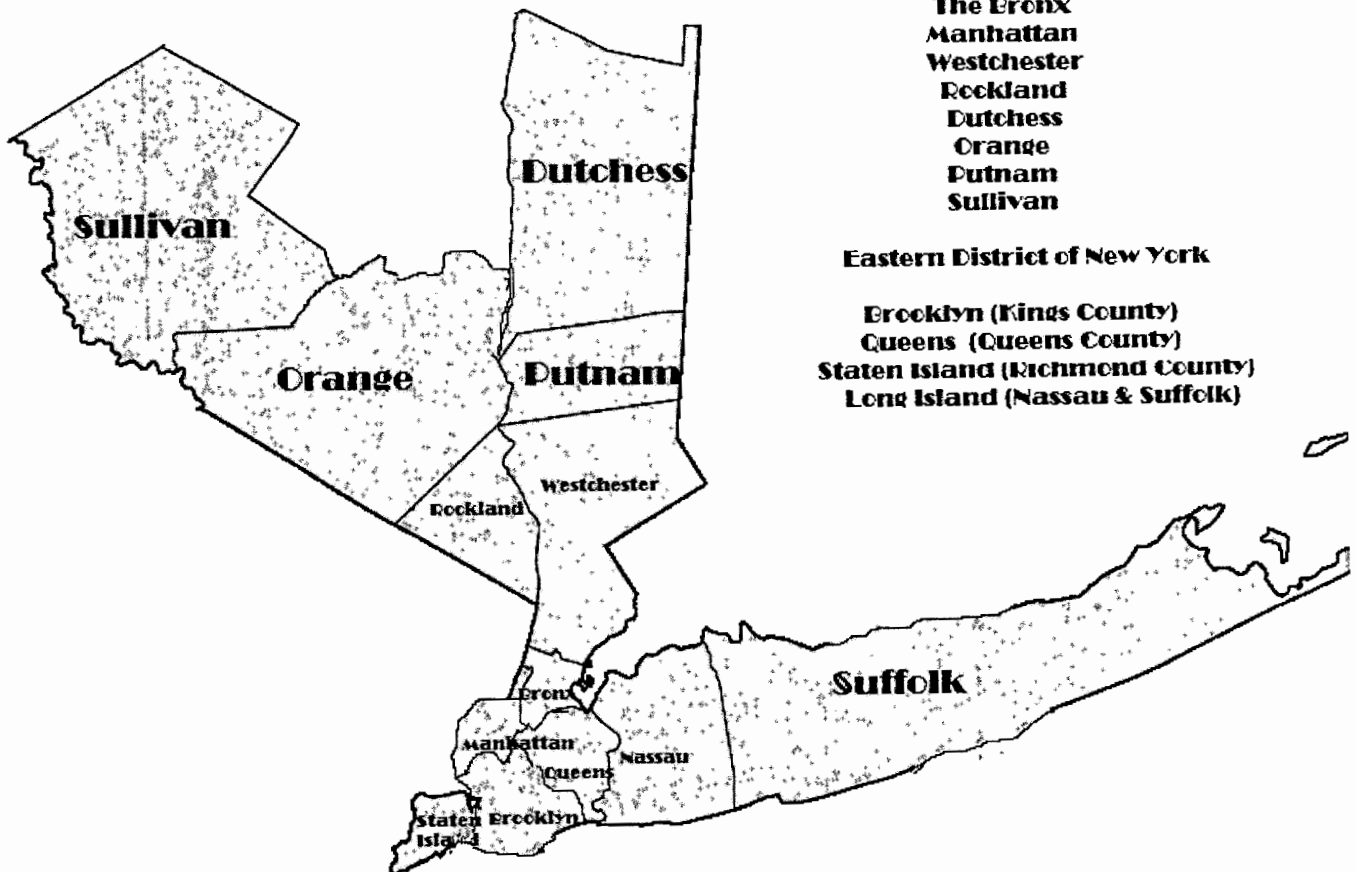 The Bronx
Manhattan
Westchester
Rockland
Dutchess
Orange
Putnam
Sullivan
Eastern District of New York
Brooklyn (Kings County)
Queens (Queens County)
Staten Island (Richmond County)
Long Island (Nassau & Suffolk)
Dutchess
Sullivan
Orange
Putnam
Westchester
Rockland
Suffolk
Bronx
Manhattan
Nassau
Queens
Staten
Island
Brooklyn